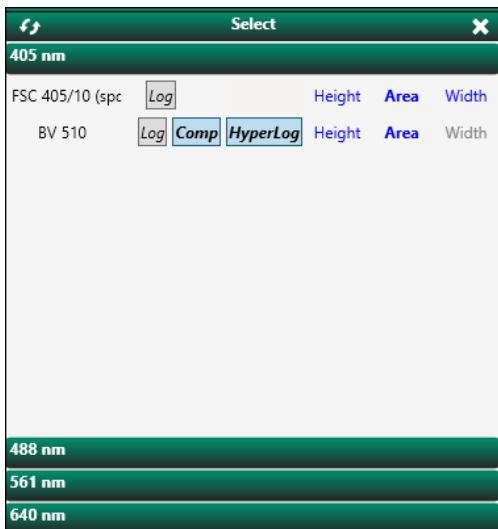 Select
405 nm
FSC 405/10 (spc Log Height Area Width
BV 510 Log Comp HyperLog Height Area Width
488 nm
561 nm
640 nm